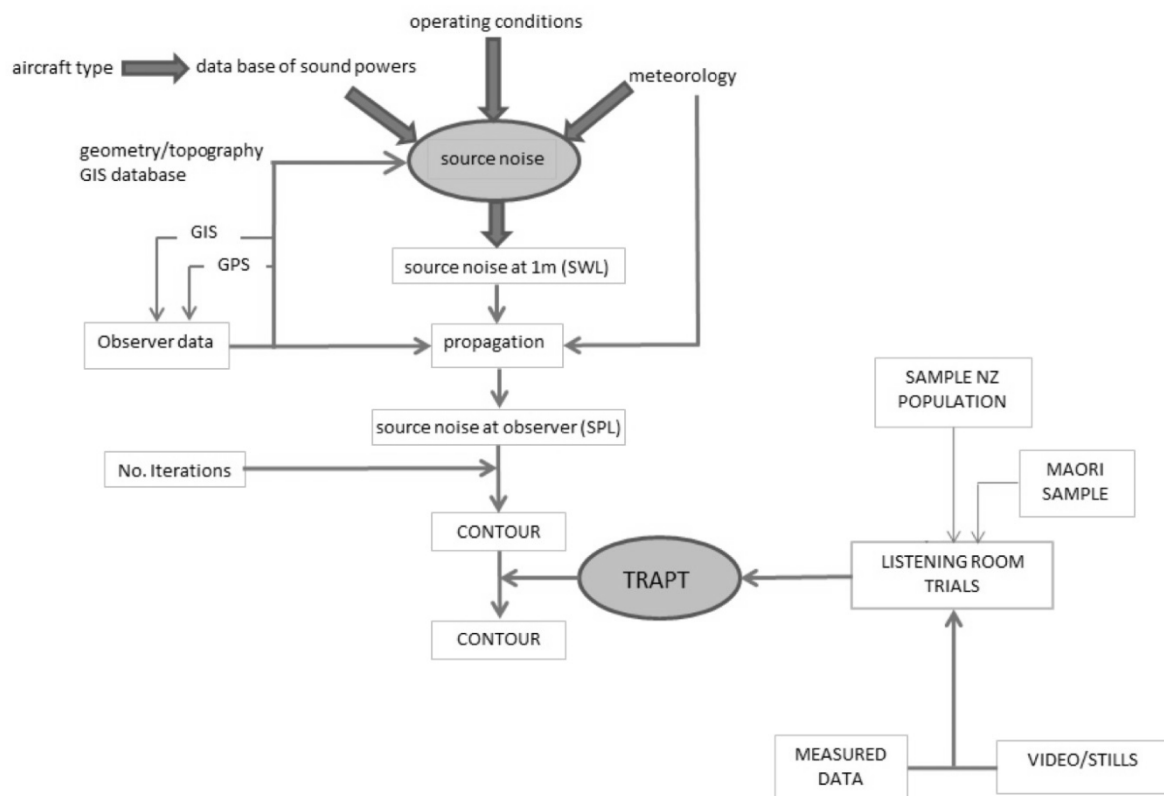 operating conditions
aircraft type
data base of sound powers
meteorology
geometry/topography
GIS database
source noise
GIS
GPS
source noise at 1m (SWL)
Observer data
propagation
SAMPLE NZ
POPULATION
source noise at observer (SPL)
No. Iterations
MAORI
SAMPLE
CONTOUR
LISTENING ROOM
TRIALS
TRAPT
CONTOUR
MEASURED
DATA
VIDEO/STILLS